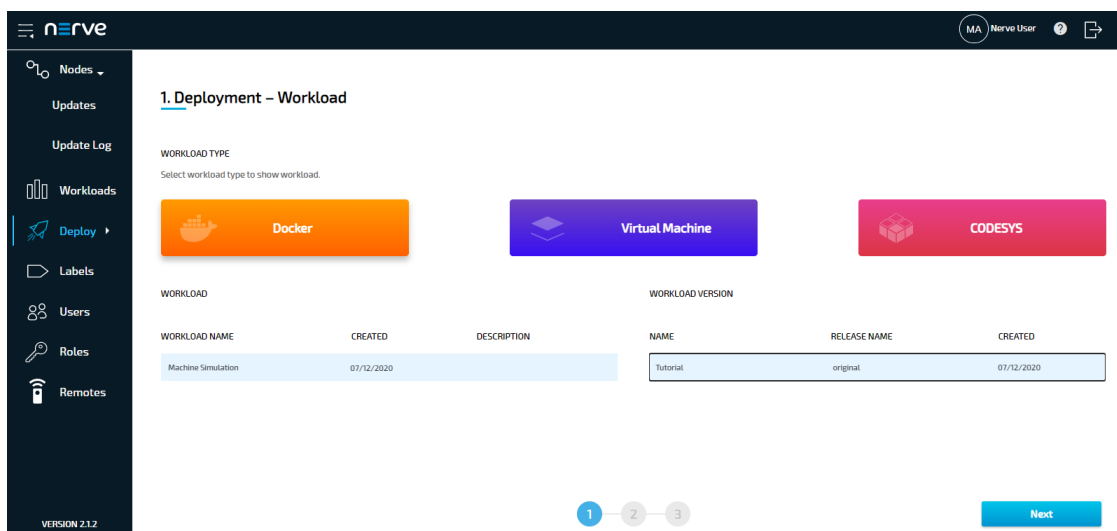 nerve
MA Nerve User ?
Nodes
Updates
Update Log
Workloads
Deploy
Labels
Users
Roles
Remotes
VERSION 2.1.2
1. Deployment – Workload
WORKLOAD TYPE
Select workload type to show workload.
Docker Virtual Machine CODESYS
WORKLOAD
WORKLOAD NAME CREATED DESCRIPTION
Machine Simulation 07/12/2020
WORKLOAD VERSION
NAME RELEASE NAME CREATED
Tutorial original 07/12/2020
1 2 3
Next